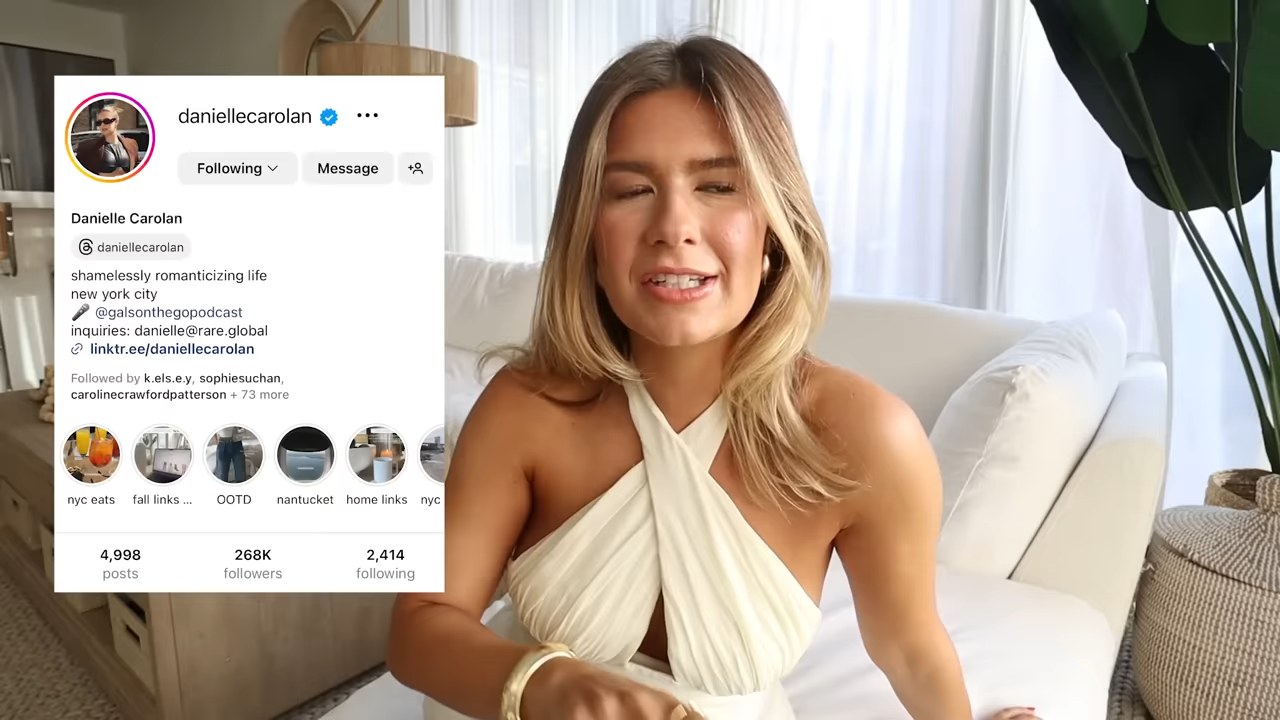 daniellecarolan
Following
Message
Danielle Carolan
daniellecarolan
shamelessly romanticizing life
new york city
🎤 @galsonthegopodcast
inquiries: danielle@rare.global
linktr.ee/daniellecarolan
Followed by k.els.e.y, sophiesuchan,
carolinecrawfordpatterson + 73 more
nyc eats
fall links ...
OOTD
nantucket
home links
nyc
4,998
posts
268K
followers
2,414
following